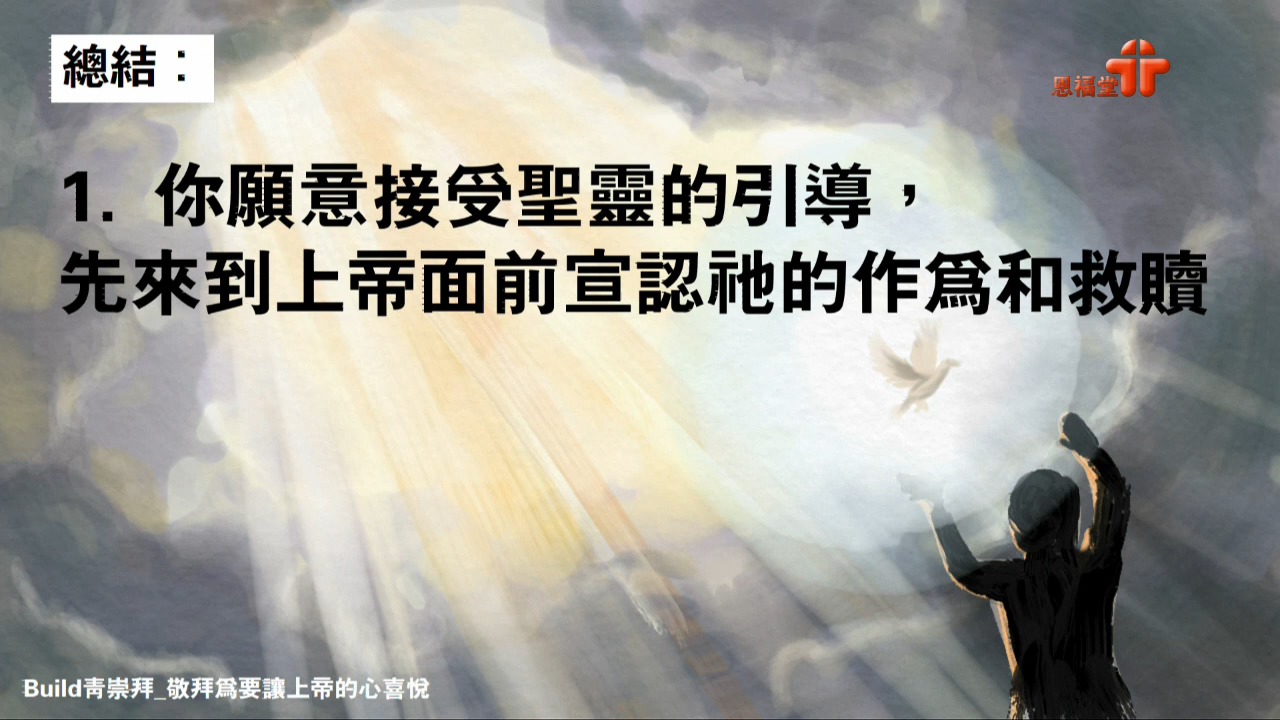 總結：
恩福堂
1. 你願意接受聖靈的引導，
先來到上帝面前宣認祂的作為和救贖
Build青崇拜_敬拜為要讓上帝的心喜悅